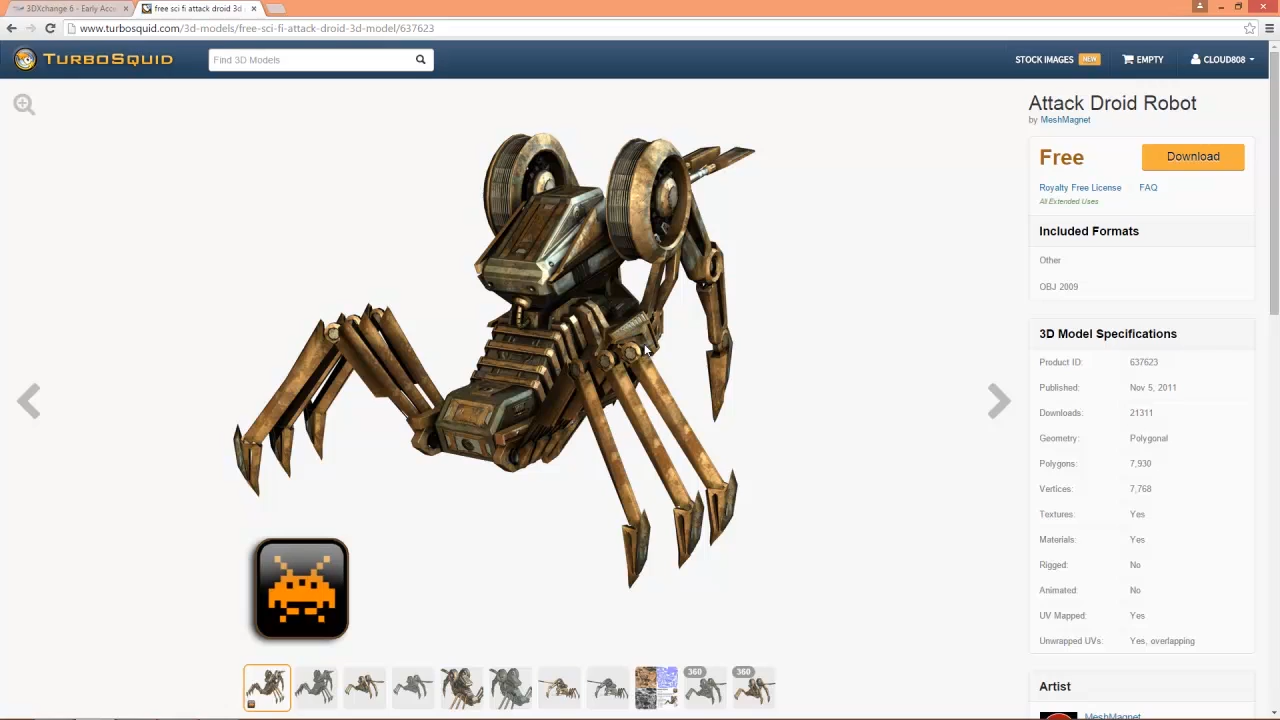 3DXchange 6 - Early Acce
free sci fi attack droid 3d
www.turbosquid.com/3d-models/free-sci-fi-attack-droid-3d-model/637623
TurboSquid
Find 3D Models
STOCK IMAGES NEW
EMPTY
CLOUD808
Attack Droid Robot
by MeshMagnet
Free
Download
Royalty Free License
FAQ
All Extended Uses
Included Formats
Other
OBJ 2009
3D Model Specifications
Product ID: 637623
Published: Nov 5, 2011
Downloads: 21311
Geometry: Polygonal
Polygons: 7,930
Vertices: 7,768
Textures: Yes
Materials: Yes
Rigged: No
Animated: No
UV Mapped: Yes
Unwrapped UVs: Yes, overlapping
360
360
Artist
MeshMagnet